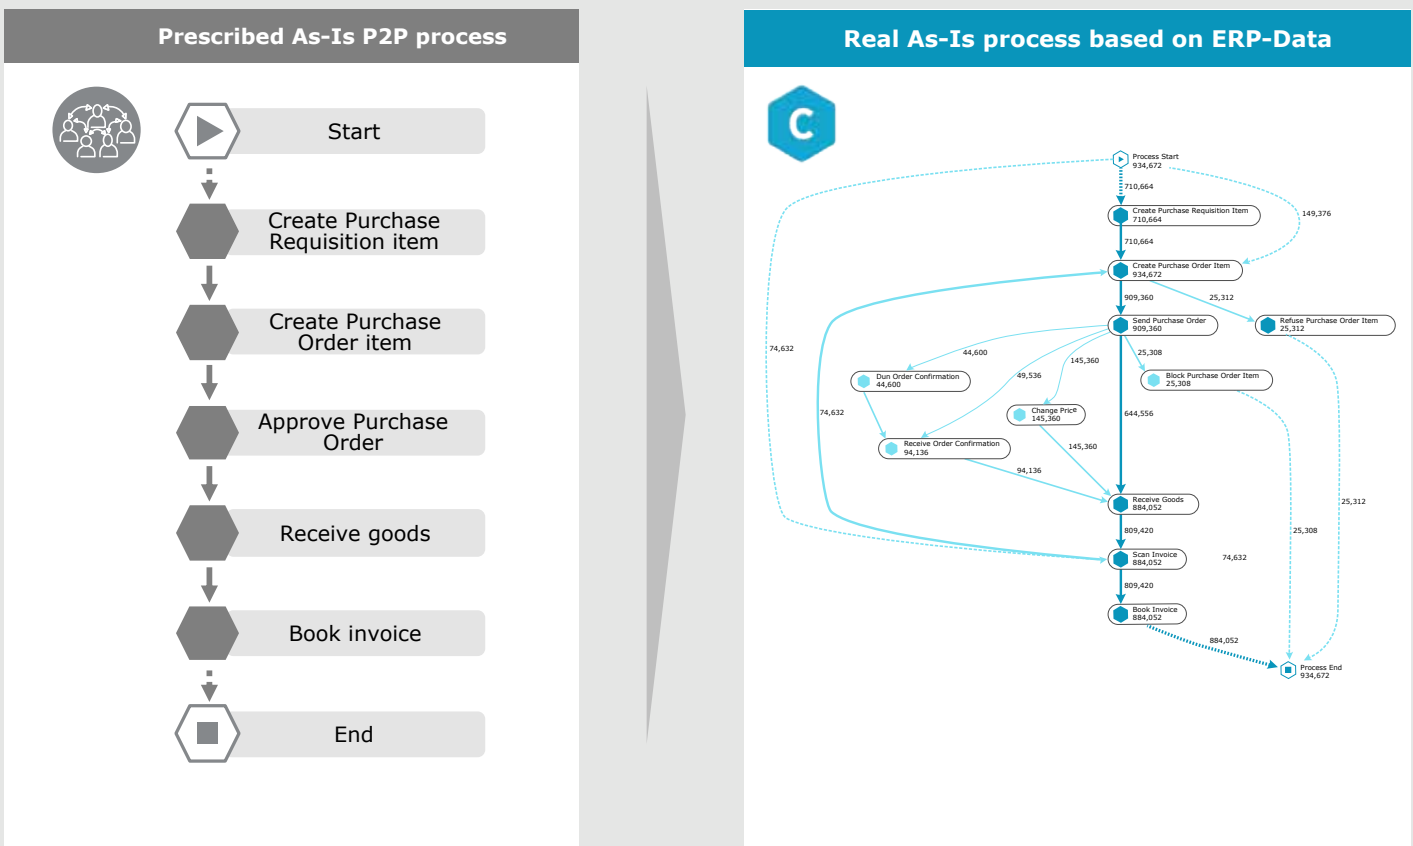 Prescribed As-Is P2P process
Start
Create Purchase
Requisition item
Create Purchase
Order item
Approve Purchase
Order
Receive goods
Book invoice
End
Real As-Is process based on ERP-Data
C
Process Start
934,672
710,664
149,376
Create Purchase Requisition Item
710,664
710,664
Create Purchase Order Item
934,672
909,360
25,312
Send Purchase Order
909,360
Refuse Purchase Order Item
25,312
74,632
44,600
49,536
145,360
25,308
Dun Order Confirmation
44,600
Block Purchase Order Item
25,308
74,632
Change Price
145,360
644,556
Receive Order Confirmation
94,136
145,360
94,136
Receive Goods
884,052
25,312
809,420
25,308
Scan Invoice
884,052
74,632
809,420
Book Invoice
884,052
884,052
Process End
934,672